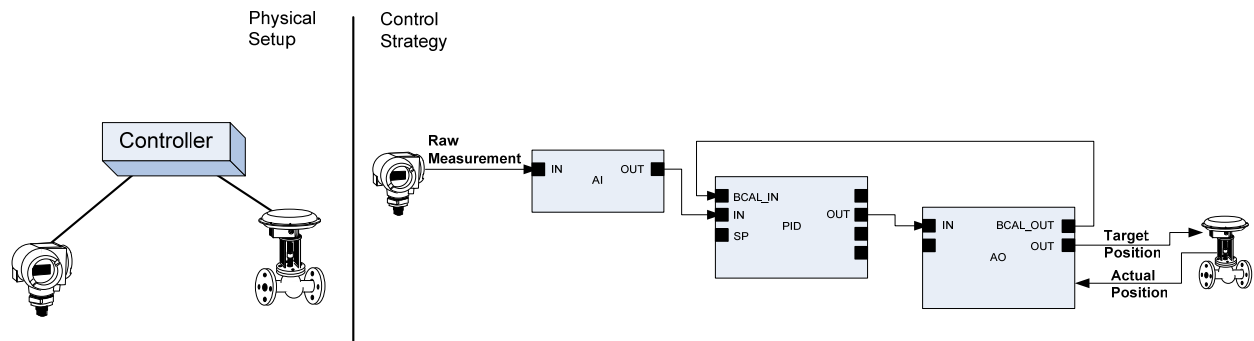 Physical
Setup
Control
Strategy
Controller
Raw
Measurement
IN
OUT
AI
BCAL_IN
IN
OUT
PID
SP
IN
BCAL_OUT
OUT
AO
Target
Position
Actual
Position